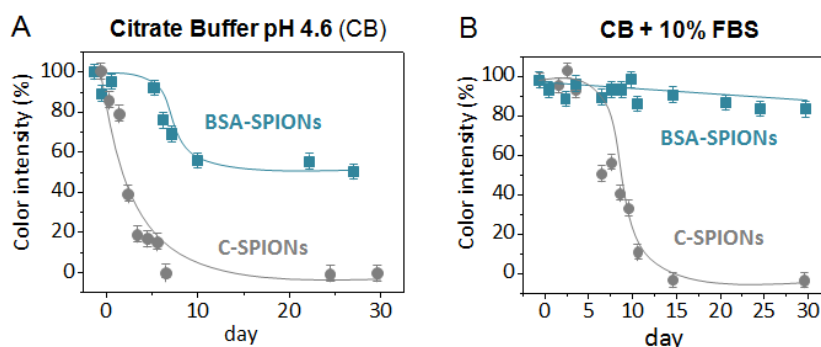 A
Citrate Buffer pH 4.6 (CB)
Color intensity (%)
100
80
60
40
20
0
BSA-SPIONs
C-SPIONs
0
10
20
30
day
B
CB + 10% FBS
Color intensity (%)
100
80
60
40
20
0
BSA-SPIONs
C-SPIONs
0
5
10
15
20
25
30
day